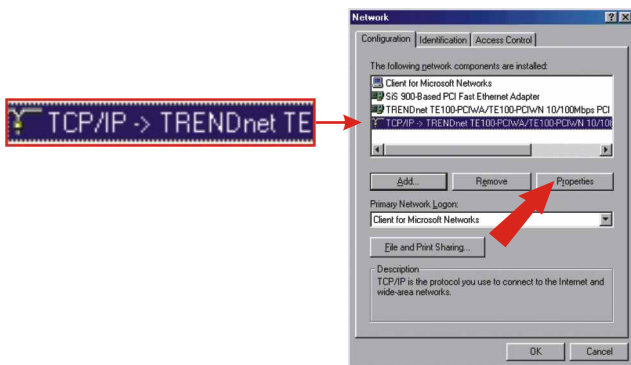 TCP/IP -> TRENDnet TE
Network
Configuration Identification Access Control
The following network components are installed:
Client for Microsoft Networks
SiS 900-Based PCI Fast Ethernet Adapter
TRENDnet TE100-PCIWA/TE100-PCIWN 10/100Mbps PCI
TCP/IP -> TRENDnet TE100-PCIWA/TE100-PCIWN 10/10
Add... Remove Properties
Primary Network Logon:
Client for Microsoft Networks
File and Print Sharing...
Description
TCP/IP is the protocol you use to connect to the Internet and
wide-area networks.
OK Cancel